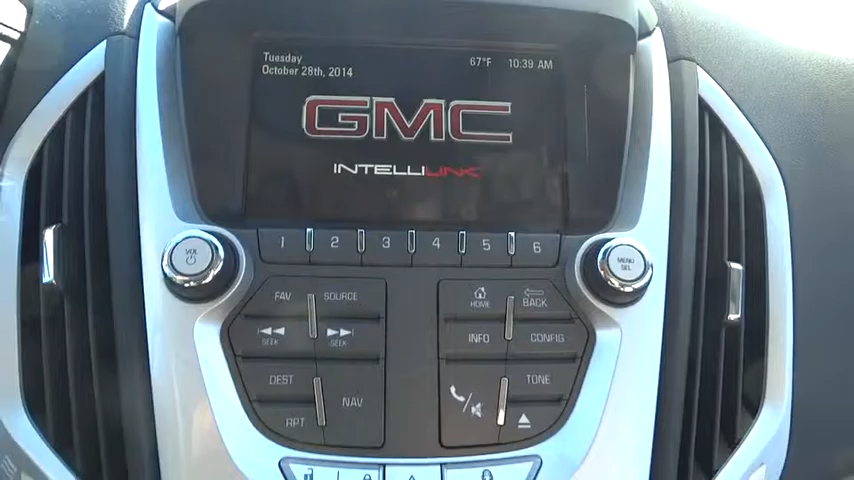 Tuesday 67°F 10:39 AM
October 28th, 2014
GMC
INTELLILINK
1 2 3 4 5 6
VOL
MENU
SEL
FAV SOURCE
HOME BACK
SEEK SEEK
INFO CONFIG
DEST NAV
RPT
TONE